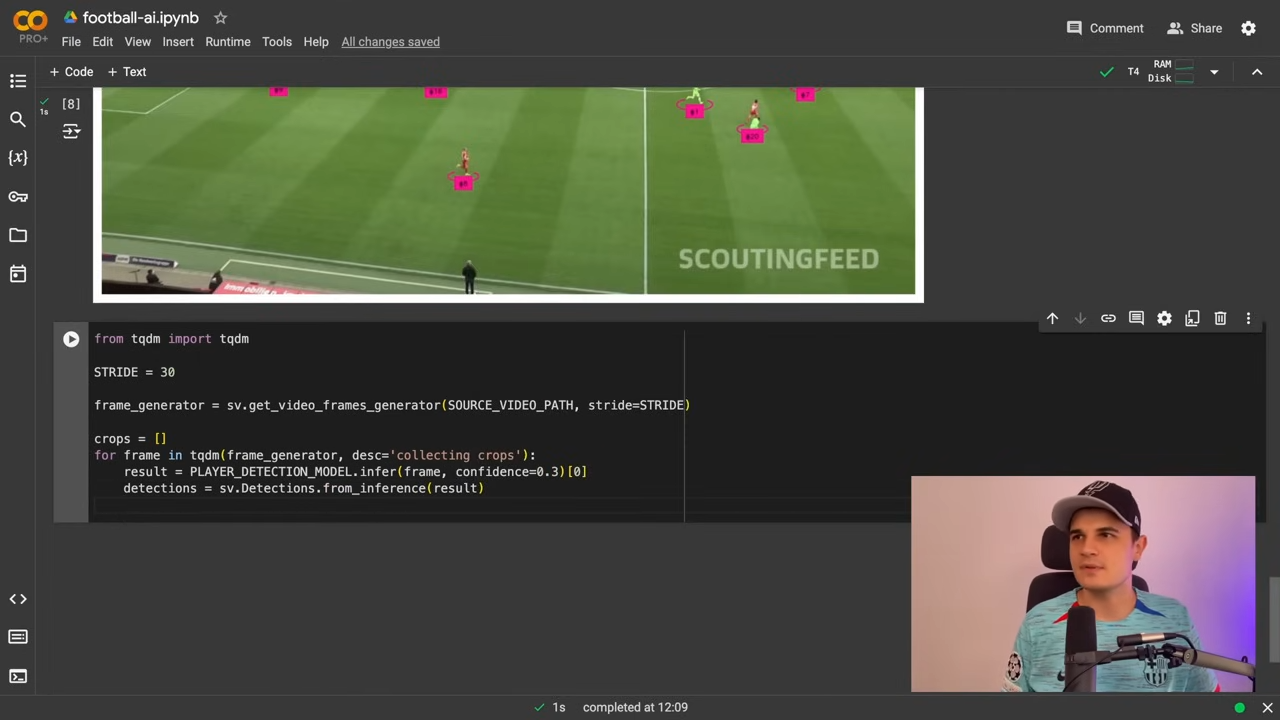 football-ai.ipynb
PRO+
File Edit View Insert Runtime Tools Help All changes saved
Comment
Share
+ Code + Text
T4
RAM
Disk
[8]
1s
#1
#7
#20
SCOUTINGFEED
from tqdm import tqdm
STRIDE = 30
frame_generator = sv.get_video_frames_generator(SOURCE_VIDEO_PATH, stride=STRIDE)
crops = []
for frame in tqdm(frame_generator, desc='collecting crops'):
result = PLAYER_DETECTION_MODEL.infer(frame, confidence=0.3)[0]
detections = sv.Detections.from_inference(result)
{x}
1s completed at 12:09